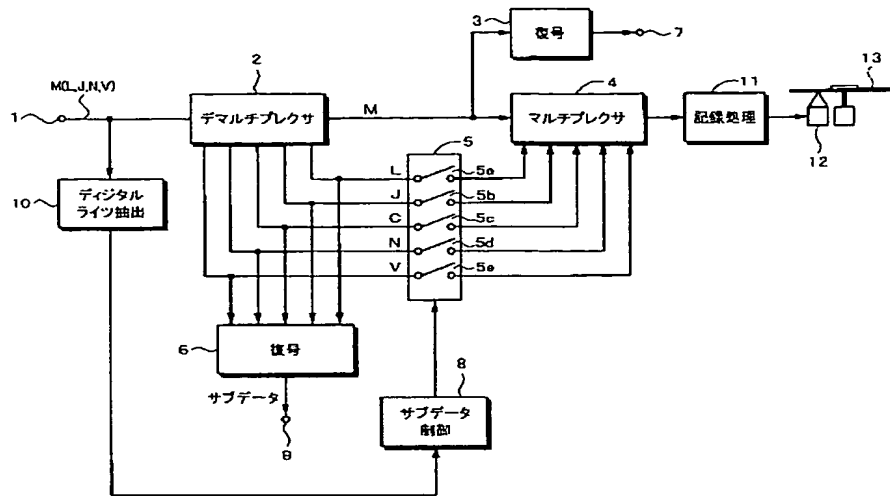 3
復号
7
13
M(L,J,N,V)
2
4
11
1
デマルチプレクサ
M
マルチプレクサ
記録処理
12
5
L
5a
10
ディジタル
ライツ抽出
J
5b
C
5c
N
5d
V
5e
6
復号
8
サブデータ
サブデータ
制御
9